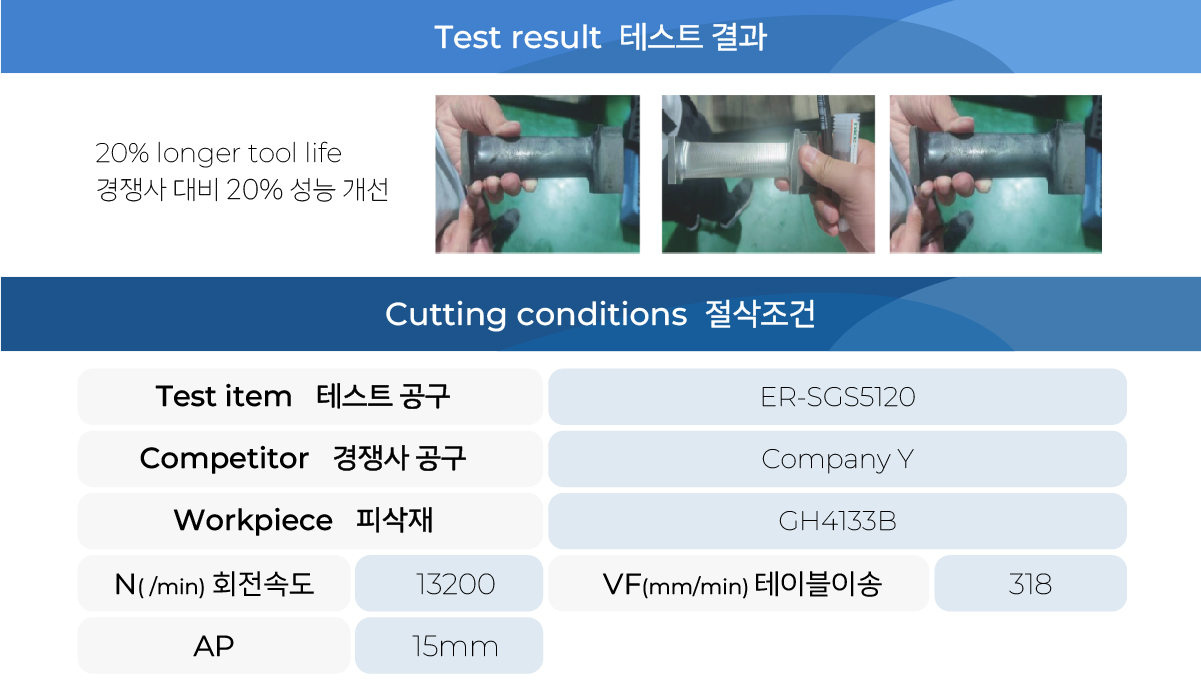 Test result 테스트 결과
20% longer tool life
경쟁사 대비 20% 성능 개선
Cutting conditions 절삭조건
Test item 테스트 공구 ER-SGS5120
Competitor 경쟁사 공구 Company Y
Workpiece 피삭재 GH4133B
N( /min) 회전속도 13200 VF(mm/min) 테이블이송 318
AP 15mm